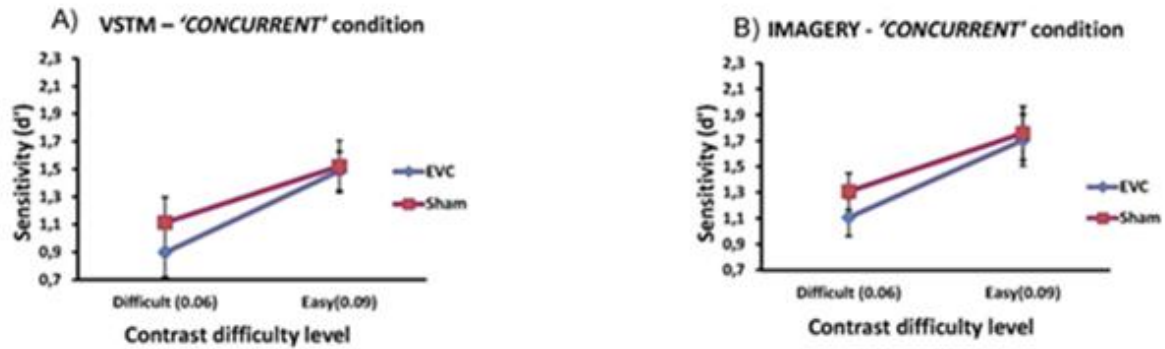 A) VSTM – 'CONCURRENT' condition
Sensitivity (d')
2,3
2,1
1,9
1,7
1,5
1,3
1,1
0,9
0,7
Difficult (0.06) Easy(0.09)
Contrast difficulty level
EVC
Sham
B) IMAGERY - 'CONCURRENT' condition
Sensitivity (d')
2,3
2,1
1,9
1,7
1,5
1,3
1,1
0,9
0,7
Difficult (0.06) Easy(0.09)
Contrast difficulty level
EVC
Sham